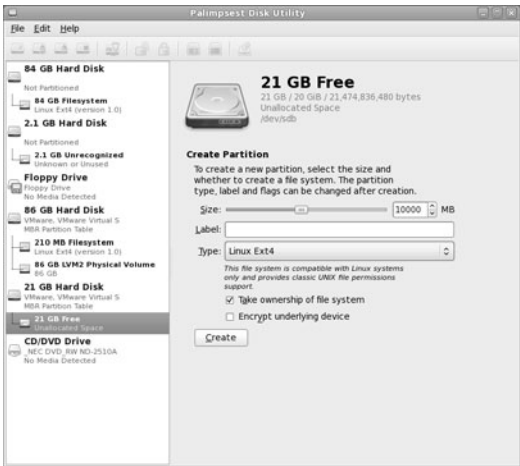 Palimpsest Disk Utility
File Edit Help
84 GB Hard Disk
Not Partitioned
84 GB Filesystem
Linux Ext4 (version 1.0)
2.1 GB Hard Disk
Not Partitioned
2.1 GB Unrecognized
Unknown or Unused
Floppy Drive
Floppy Drive
No Media Detected
86 GB Hard Disk
VMware, VMware Virtual S
MBR Partition Table
210 MB Filesystem
Linux Ext4 (version 1.0)
86 GB LVM2 Physical Volume
86 GB
21 GB Hard Disk
VMware, VMware Virtual S
MBR Partition Table
21 GB Free
Unallocated Space
CD/DVD Drive
_NEC DVD_RW ND-2510A
No Media Detected
21 GB Free
21 GB / 20 GiB / 21,474,836,480 bytes
Unallocated Space
/dev/sdb
Create Partition
To create a new partition, select the size and
whether to create a file system. The partition
type, label and flags can be changed after creation.
Size: 10000 MB
Label:
Type: Linux Ext4
This file system is compatible with Linux systems
only and provides classic UNIX file permissions
support.
Take ownership of file system
Encrypt underlying device
Create